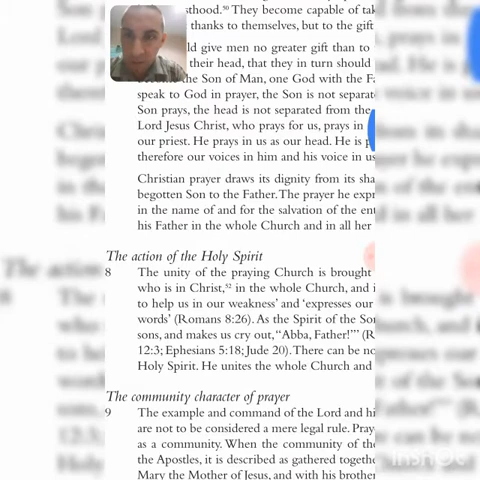 sthood.⁵⁰ They become capable of tak
thanks to themselves, but to the gift
ld give men no greater gift than to
their head, that they in turn should
the Son of Man, one God with the Fa
speak to God in prayer, the Son is not separat
Son prays, the head is not separated from the
Lord Jesus Christ, who prays for us, prays in
our priest. He prays in us as our head. He is p
therefore our voices in him and his voice in us
Christian prayer draws its dignity from its sha
begotten Son to the Father. The prayer he expr
in the name of and for the salvation of the ent
his Father in the whole Church and in all her
The action of the Holy Spirit
8 The unity of the praying Church is brought
who is in Christ,⁵² in the whole Church, and i
to help us in our weakness' and 'expresses our
words' (Romans 8:26). As the Spirit of the Son
sons, and makes us cry out, "Abba, Father!"' (R
12:3; Ephesians 5:18; Jude 20). There can be no
Holy Spirit. He unites the whole Church and
The community character of prayer
9 The example and command of the Lord and hi
are not to be considered a mere legal rule. Pray
as a community. When the community of the
the Apostles, it is described as gathered togethe
Mary the Mother of Jesus, and with his brother